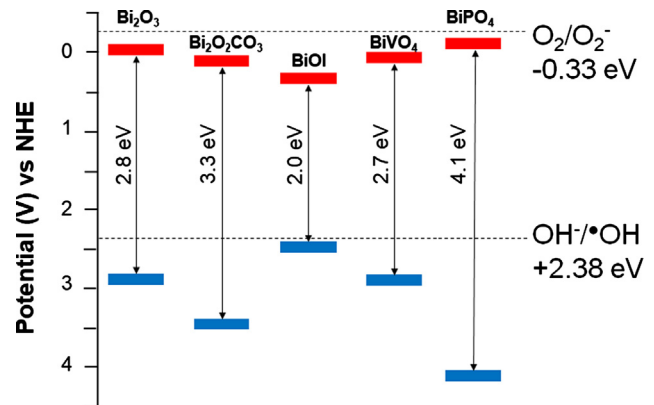 Bi₂O₃
Bi₂O₂CO₃
BiOI
BiVO₄
BiPO₄
O₂/O₂⁻
-0.33 eV
OH⁻/•OH
+2.38 eV
Potential (V) vs NHE
0
1
2
3
4
2.8 eV
3.3 eV
2.0 eV
2.7 eV
4.1 eV